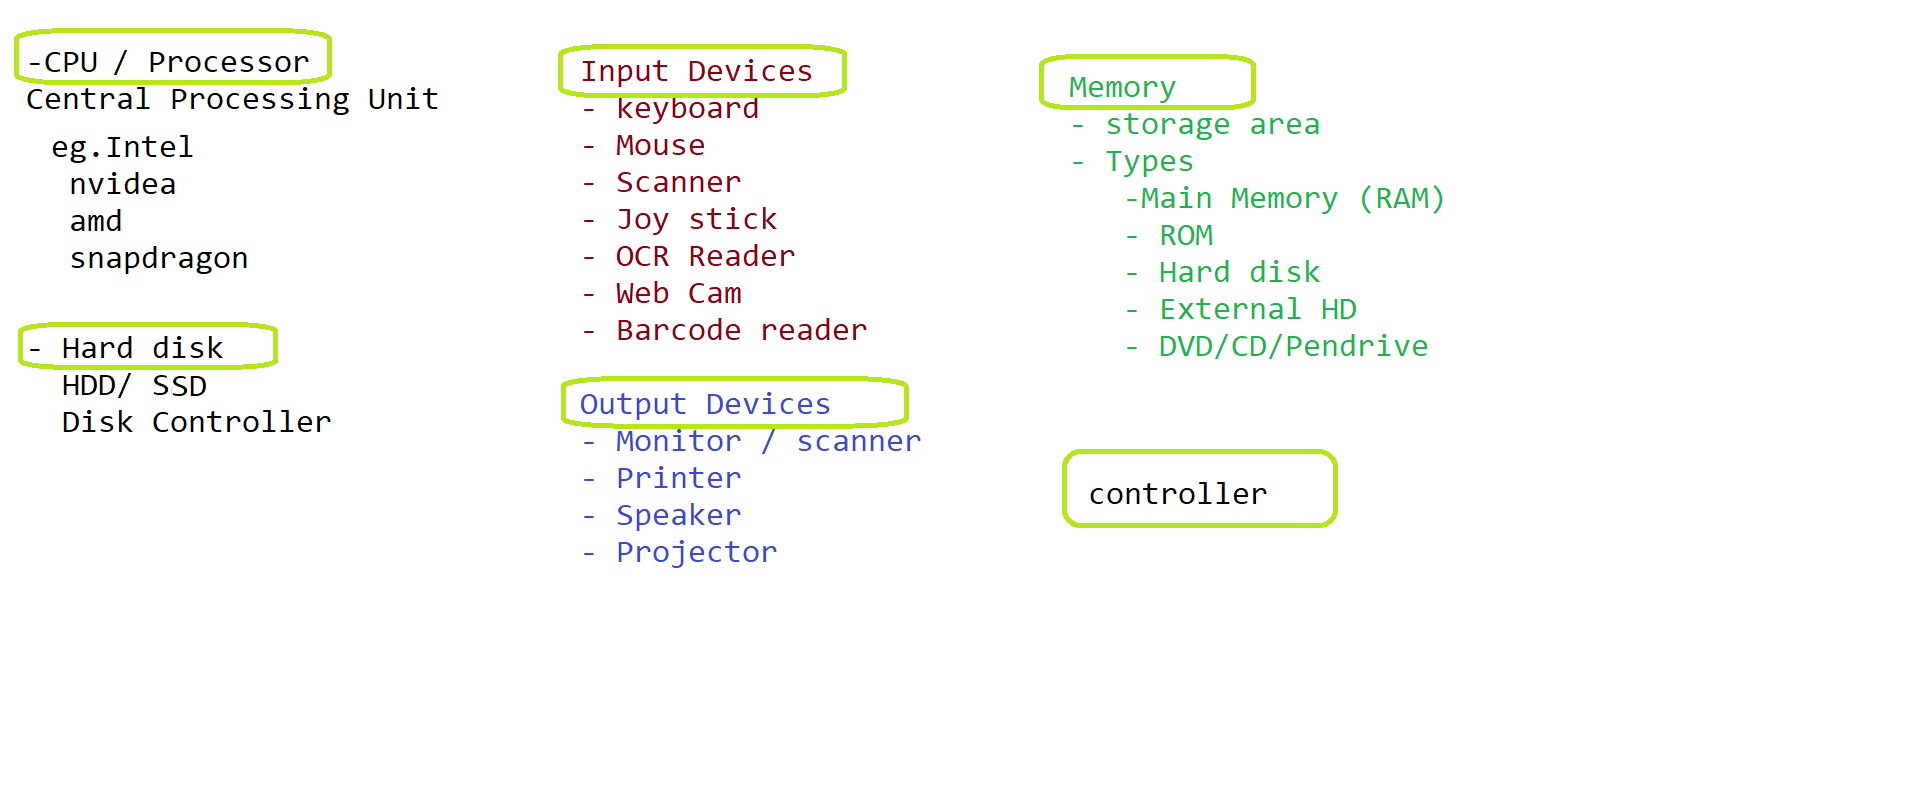 -CPU / Processor
Central Processing Unit
eg.Intel
nvidea
amd
snapdragon
- Hard disk
HDD/ SSD
Disk Controller
Input Devices
- keyboard
- Mouse
- Scanner
- Joy stick
- OCR Reader
- Web Cam
- Barcode reader
Output Devices
- Monitor / scanner
- Printer
- Speaker
- Projector
Memory
- storage area
- Types
-Main Memory (RAM)
- ROM
- Hard disk
- External HD
- DVD/CD/Pendrive
controller